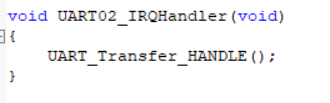 void UART02_IRQHandler(void)
{
    UART_Transfer_HANDLE();
}